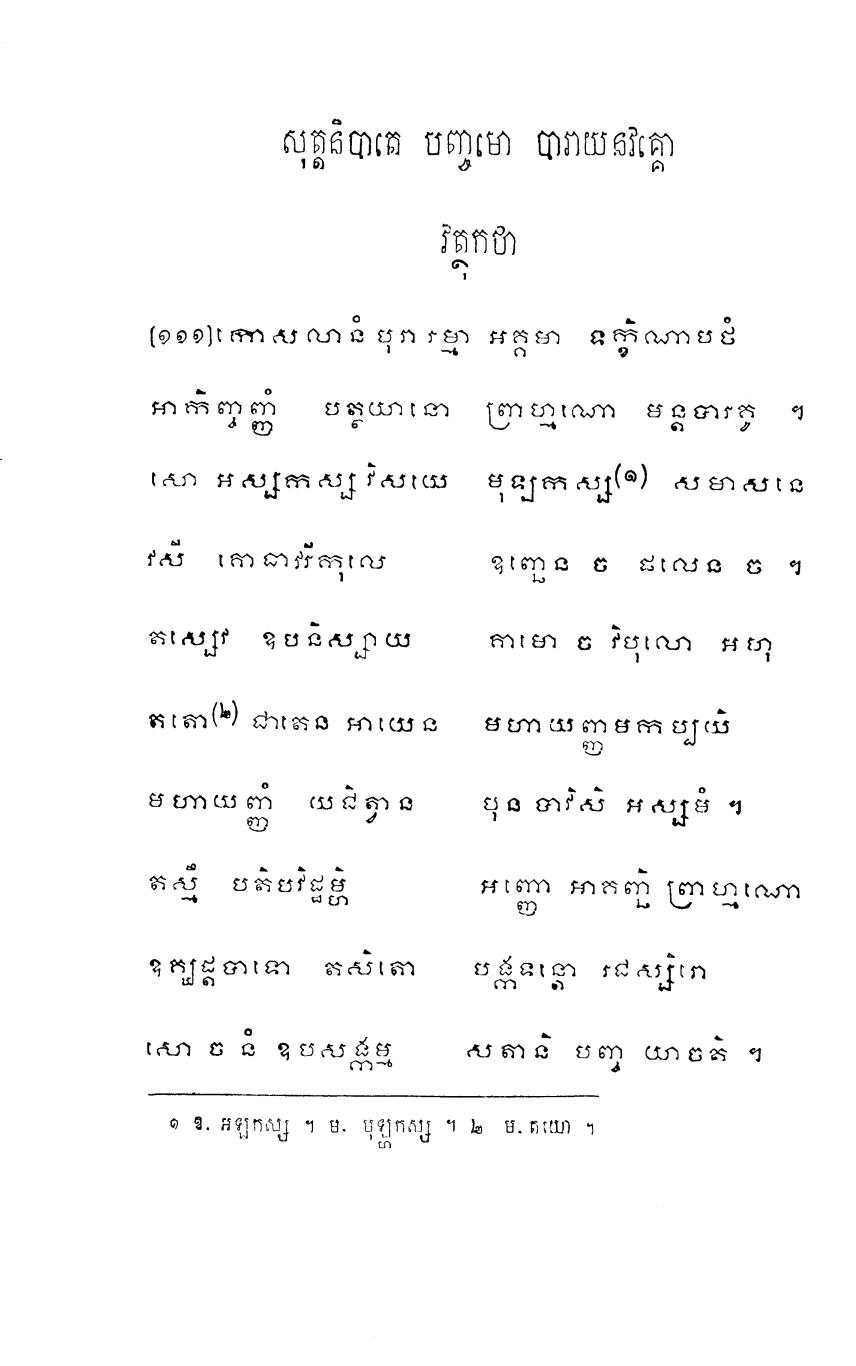 សុត្តនិបាតេ បញ្ចមោ បារាយនវគ្គោ
វត្ថុកថា
[១១១] កោសលានំ បុរា រម្មា អគ្គមា ទក្ខិណាបថំ
អាកិញ្ចញ្ញំ បត្ថយានោ ព្រាហ្មណោ មន្តបារគូ ។
សោ អស្សកស្ស វិសយេ មុឡកស្ស(១) សមាសនេ
វសី គោធាវរីកុលេ ឧញ្ឆេន ច ផលេន ច ។
តស្សេវ ឧបនិស្សាយ គាមោ ច វិបុលោ អហុ
តតោ(២) ជាតេន អាយេន មហាយញ្ញមកប្បយិ
មហាយញ្ញំ យជិត្វាន បុន បាវិសិ អស្សមំ ។
តស្មឹ បតិបវិដ្ឋម្ហិ អញ្ញោ អាគញ្ឆិ ព្រាហ្មណោ
ឧគ្ឃដ្តបាទោ តសិតោ បង្កទន្តោ រជស្សិរោ
សោ ច នំ ឧបសង្កម្ម សតានិ បញ្ច យាចតិ ។
១ ឱ. អឡកស្ស ។ ម. មុឡ្ហកស្ស ។ ២ ម. តយោ ។